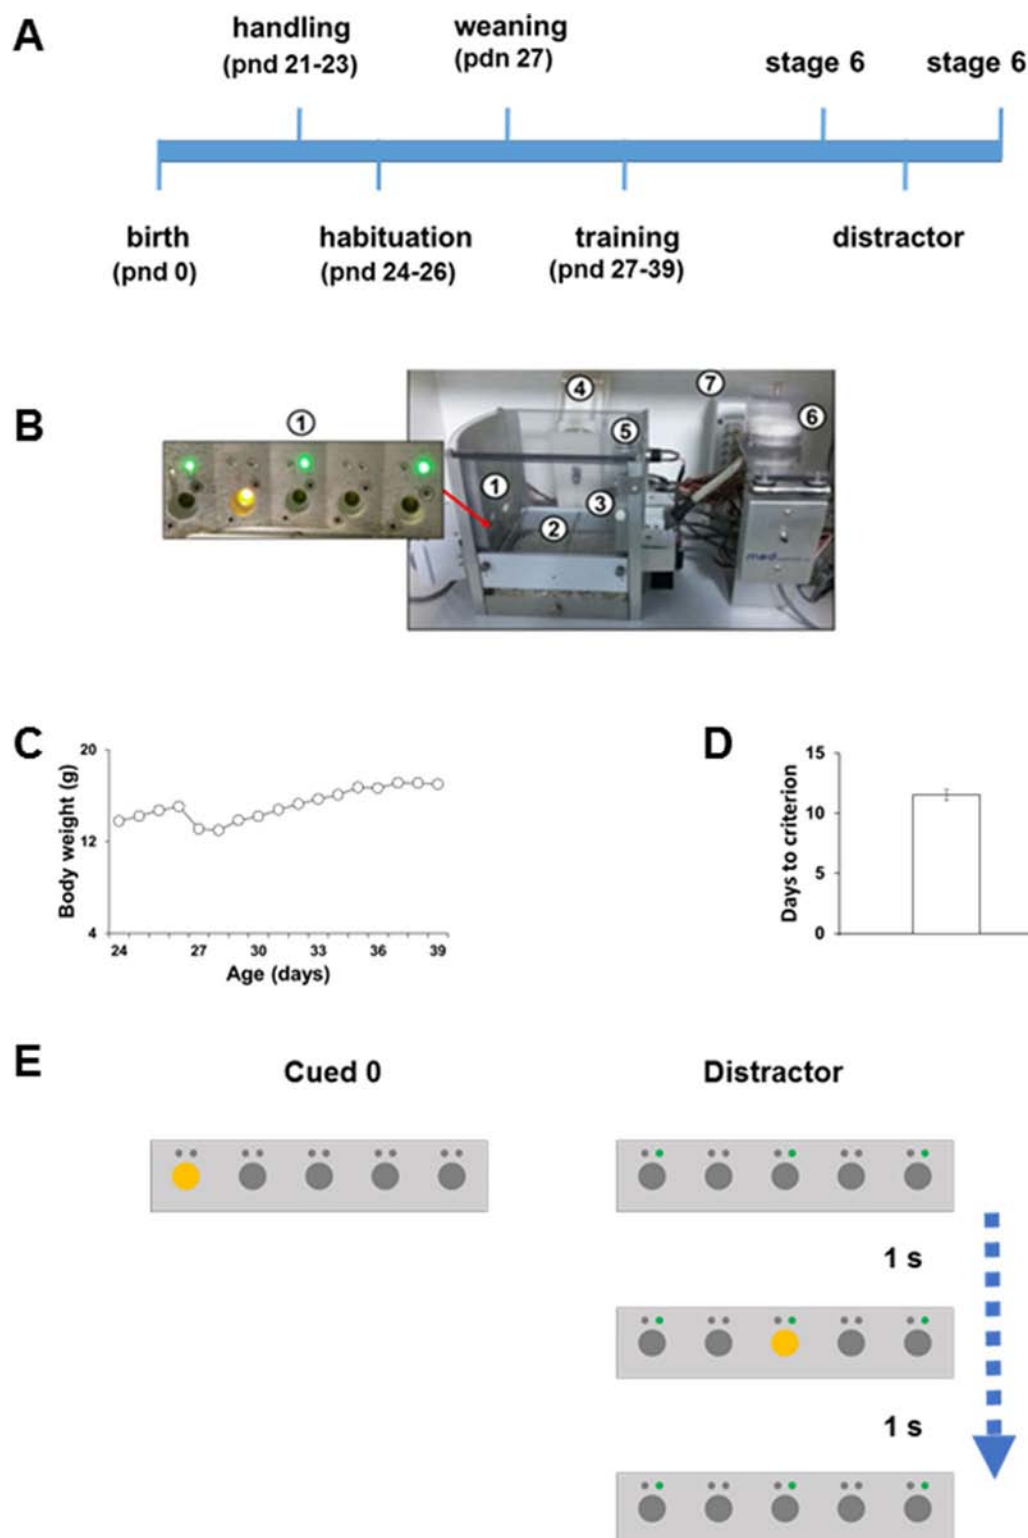 A
handling
(pnd 21-23)
weaning
(pdn 27)
stage 6
stage 6
birth
(pnd 0)
habituation
(pnd 24-26)
training
(pnd 27-39)
distractor
B
1
1
2
3
4
5
6
7
med
C
Body weight (g)
20
12
4
24 27 30 33 36 39
Age (days)
D
Days to criterion
15
10
5
0
E
Cued 0
Distractor
1 s
1 s